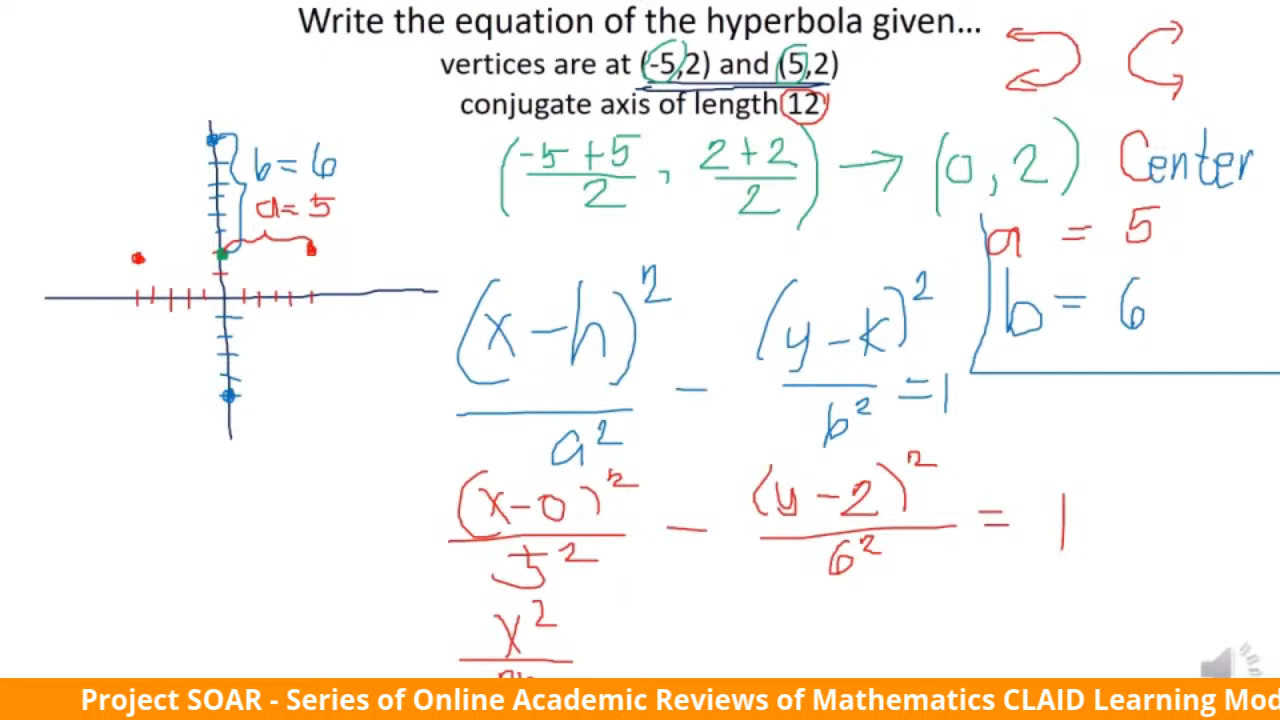 Write the equation of the hyperbola given...
vertices are at (-5,2) and (5,2)
conjugate axis of length 12
(-5+5/2, 2+2/2) → (0, 2) Center
b = 6
a = 5
a = 5
b = 6
(x-h)²/a² - (y-k)²/b² = 1
(x-0)²/5² - (y-2)²/6² = 1
x²
Project SOAR - Series of Online Academic Reviews of Mathematics CLAID Learning Mod